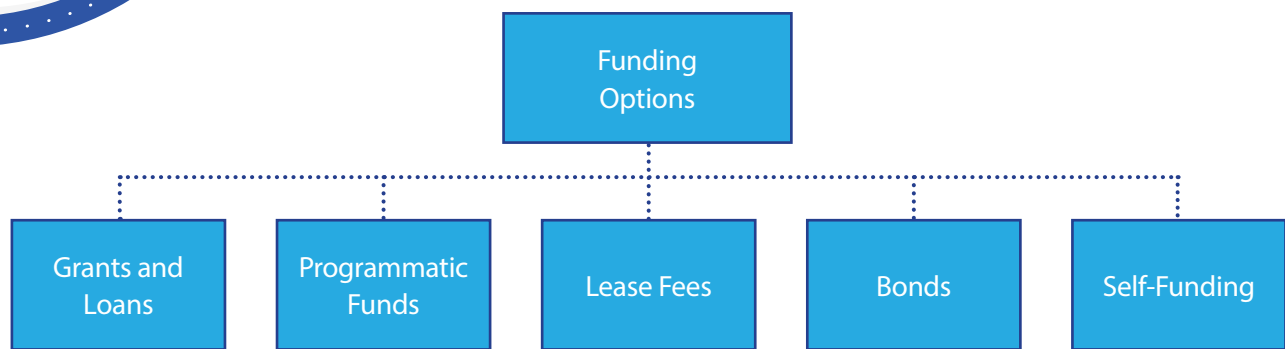 Funding
Options
Grants and
Loans
Programmatic
Funds
Lease Fees
Bonds
Self-Funding